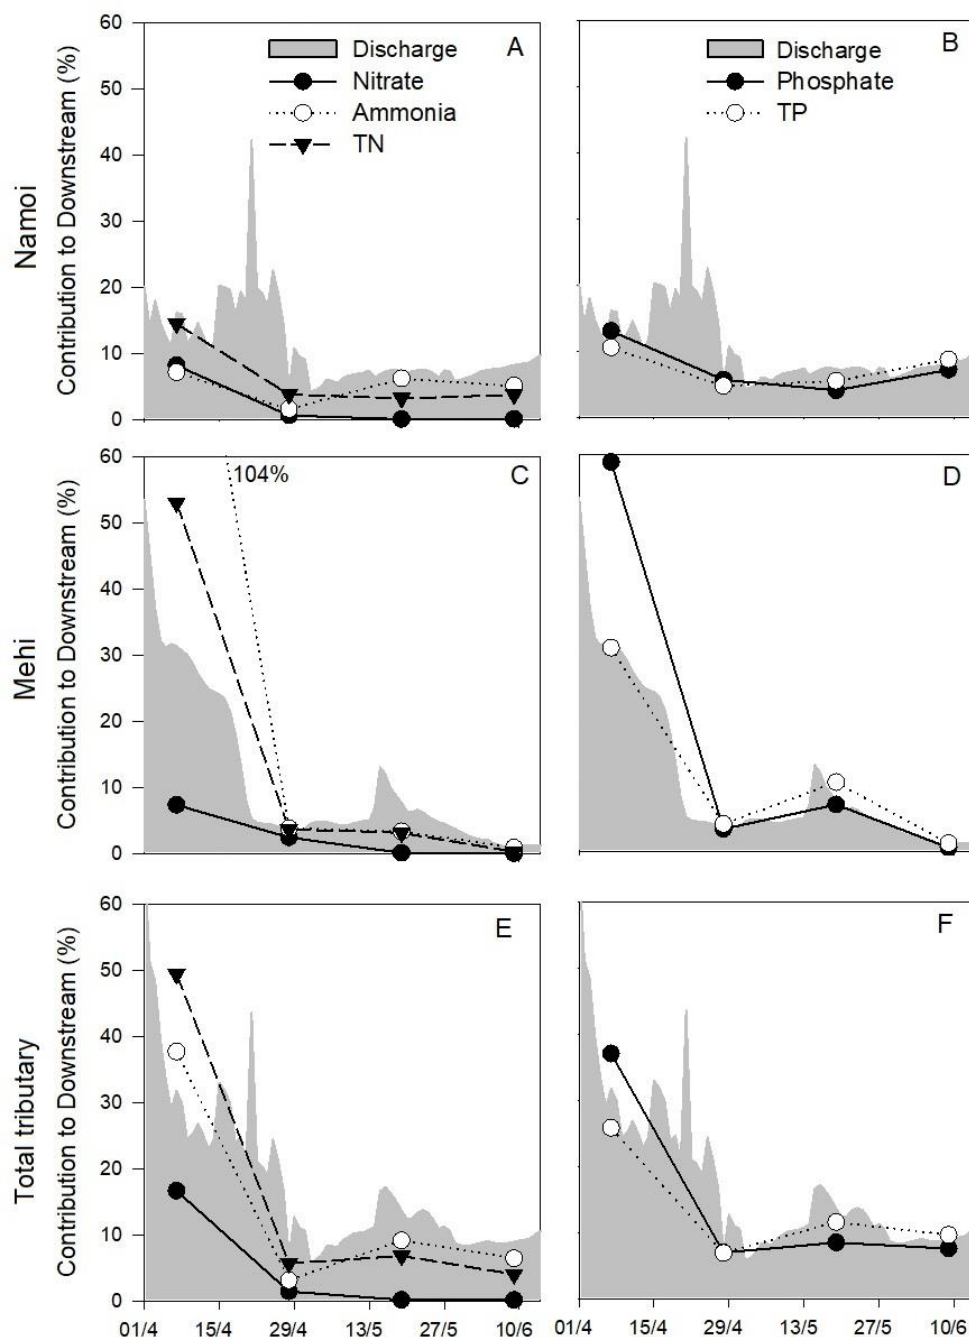 Namoi
Contribution to Downstream (%)
60
50
40
30
20
10
0
A
Discharge
Nitrate
Ammonia
TN
B
Discharge
Phosphate
TP
Mehi
Contribution to Downstream (%)
60
50
40
30
20
10
0
104%
C
D
Total tributary
Contribution to Downstream (%)
60
50
40
30
20
10
0
E
F
01/4 15/4 29/4 13/5 27/5 10/6
01/4 15/4 29/4 13/5 27/5 10/6